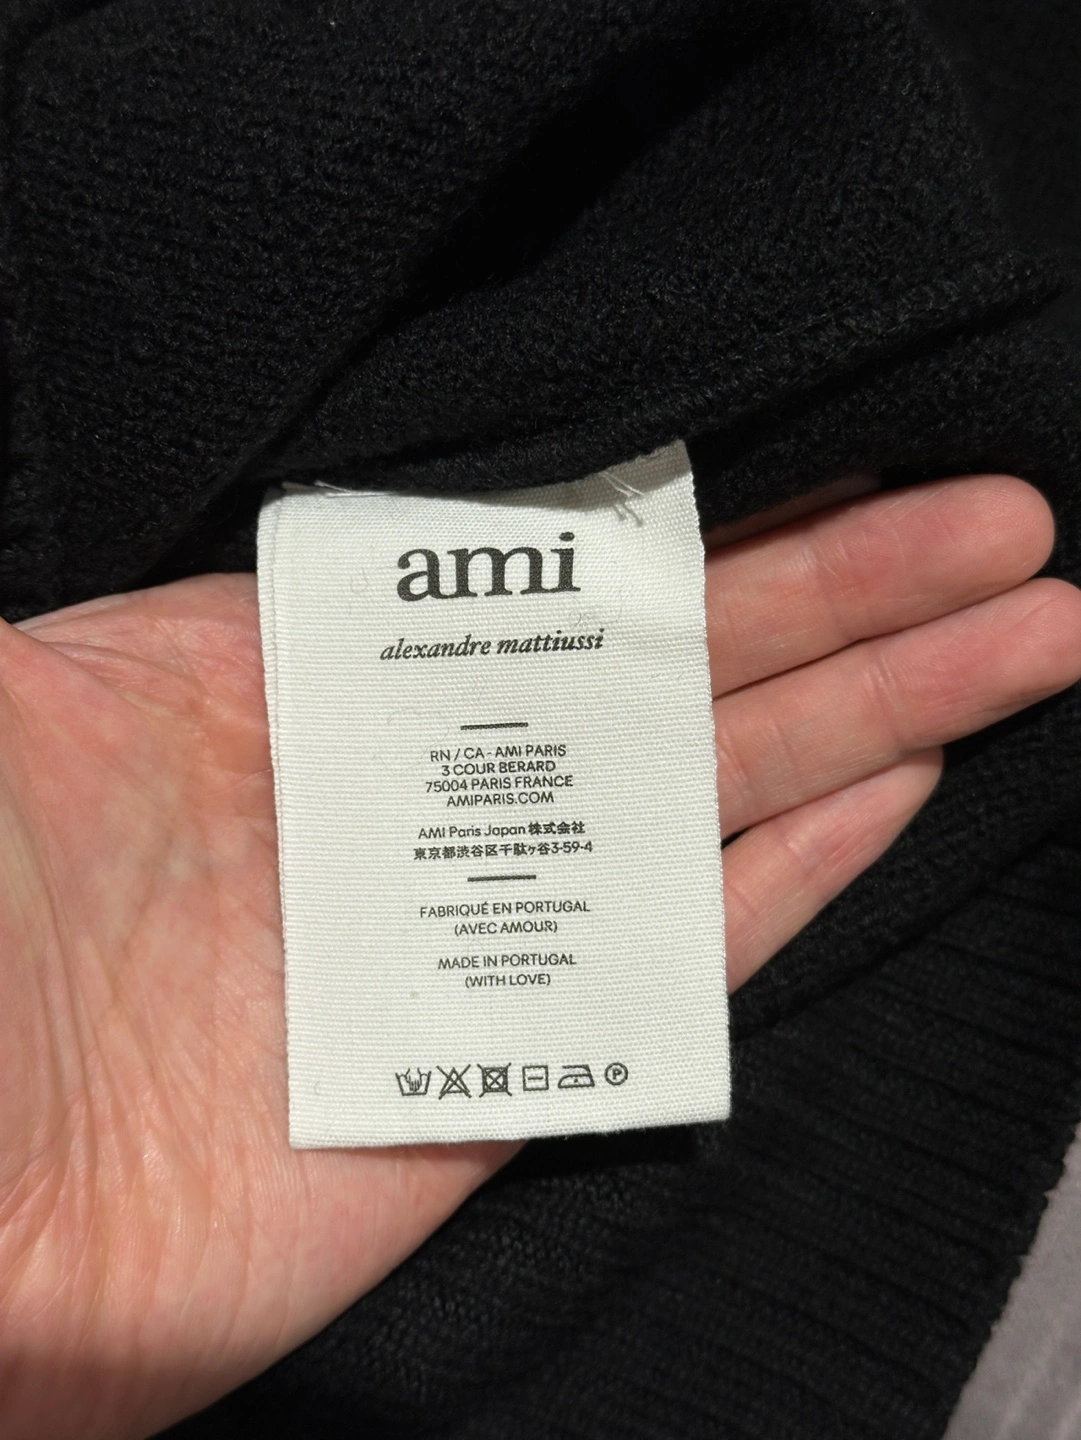 ami
alexandre mattiussi
RN / CA - AMI PARIS
3 COUR BERARD
75004 PARIS FRANCE
AMIPARIS.COM
AMI Paris Japan 株式会社
東京都渋谷区千駄ヶ谷3-59-4
FABRIQUÉ EN PORTUGAL
(AVEC AMOUR)
MADE IN PORTUGAL
(WITH LOVE)
P